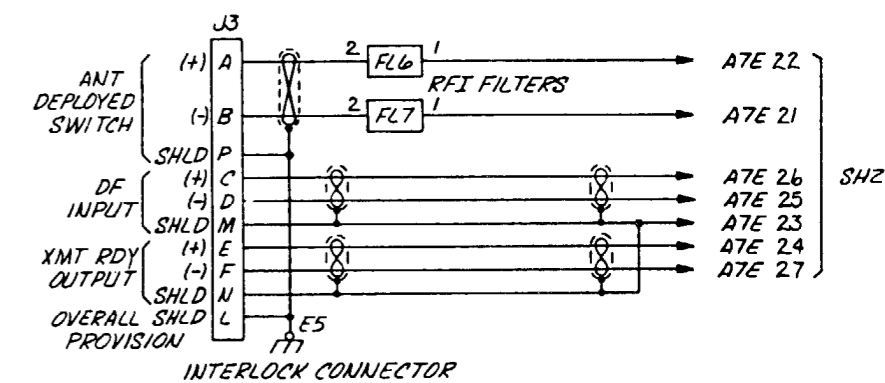 J3
ANT
DEPLOYED
SWITCH
(+) A
(-) B
SHLD P
2 FL6 1
RFI FILTERS
2 FL7 1
A7E 22
A7E 21
DF
INPUT
(+) C
(-) D
SHLD M
A7E 26
A7E 25
A7E 23
SH2
XMT RDY
OUTPUT
(+) E
(-) F
SHLD N
A7E 24
A7E 27
OVERALL SHLD L
PROVISION
E5
INTERLOCK CONNECTOR